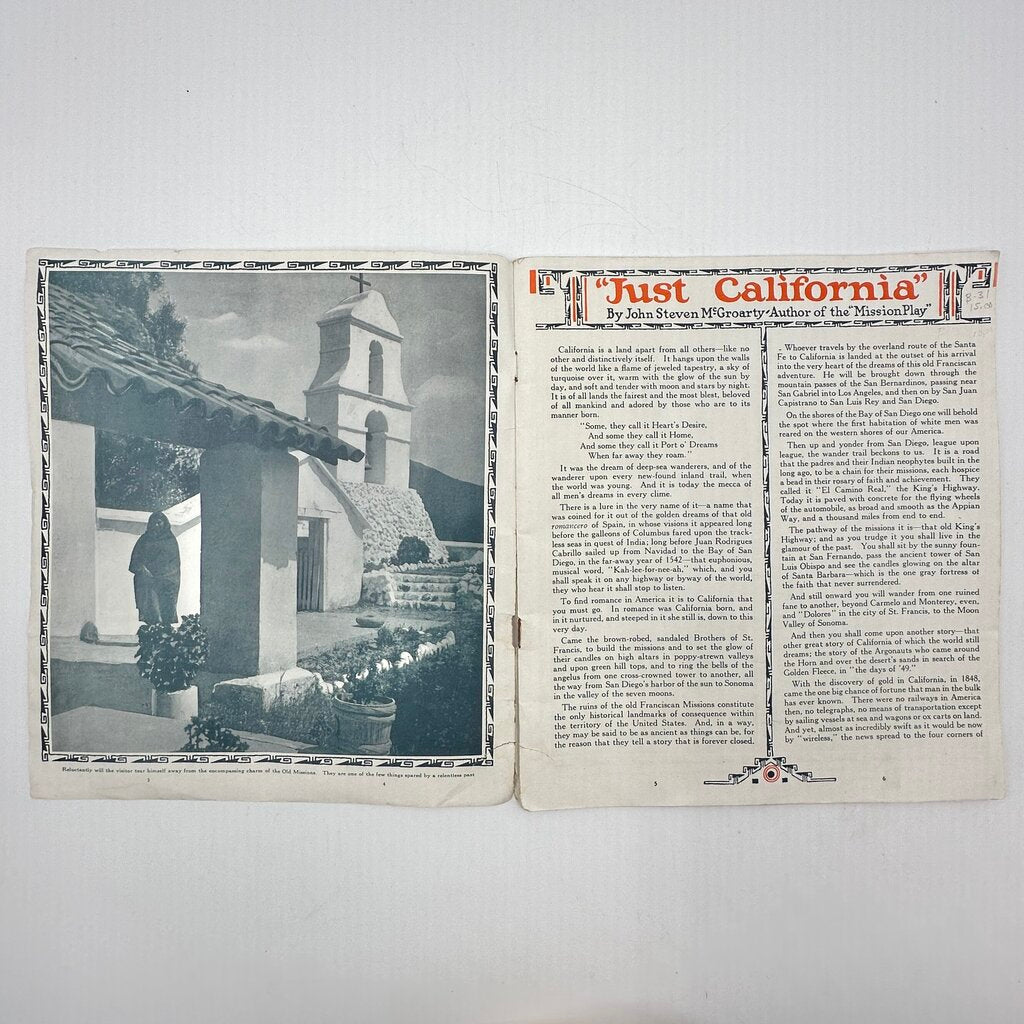 Reluctantly will the visitor tear himself away from the encompassing charm of the Old Missions. They are one of the few things spared by a relentless past
3
4
"Just California"
By John Steven McGroarty-Author of the "Mission Play"
8-31
15.00
California is a land apart from all others—like no
other and distinctively itself. It hangs upon the walls
of the world like a flame of jeweled tapestry, a sky of
turquoise over it, warm with the glow of the sun by
day, and soft and tender with moon and stars by night.
It is of all lands the fairest and the most blest, beloved
of all mankind and adored by those who are to its
manner born.
"Some, they call it Heart's Desire,
And some they call it Home,
And some they call it Port o' Dreams
When far away they roam."
It was the dream of deep-sea wanderers, and of the
wanderer upon every new-found inland trail, when
the world was young. And it is today the mecca of
all men's dreams in every clime.
There is a lure in the very name of it—a name that
was coined for it out of the golden dreams of that old
romancero of Spain, in whose visions it appeared long
before the galleons of Columbus fared upon the track-
less seas in quest of India; long before Juan Rodrigues
Cabrillo sailed up from Navidad to the Bay of San
Diego, in the far-away year of 1542—that euphonious,
musical word, "Kah-lee-for-nee-ah," which, and you
shall speak it on any highway or byway of the world,
they who hear it shall stop to listen.
To find romance in America it is to California that
you must go. In romance was California born, and
in it nurtured, and steeped in it she still is, down to this
very day.
Came the brown-robed, sandaled Brothers of St.
Francis, to build the missions and to set the glow of
their candles on high altars in poppy-strewn valleys
and upon green hill tops, and to ring the bells of the
angelus from one cross-crowned tower to another, all
the way from San Diego's harbor of the sun to Sonoma
in the valley of the seven moons.
The ruins of the old Franciscan Missions constitute
the only historical landmarks of consequence within
the territory of the United States. And, in a way,
they may be said to be as ancient as things can be, for
the reason that they tell a story that is forever closed.
5
Whoever travels by the overland route of the Santa
Fe to California is landed at the outset of his arrival
into the very heart of the dreams of this old Franciscan
adventure. He will be brought down through the
mountain passes of the San Bernardinos, passing near
San Gabriel into Los Angeles, and then on by San Juan
Capistrano to San Luis Rey and San Diego.
On the shores of the Bay of San Diego one will behold
the spot where the first habitation of white men was
reared on the western shores of our America.
Then up and yonder from San Diego, league upon
league, the wander trail beckons to us. It is a road
that the padres and their Indian neophytes built in the
long ago, to be a chain for their missions, each hospice
a bead in their rosary of faith and achievement. They
called it "El Camino Real," the King's Highway.
Today it is paved with concrete for the flying wheels
of the automobile, as broad and smooth as the Appian
Way, and a thousand miles from end to end.
The pathway of the missions it is—that old King's
Highway; and as you trudge it you shall live in the
glamour of the past. You shall sit by the sunny foun-
tain at San Fernando, pass the ancient tower of San
Luis Obispo and see the candles glowing on the altar
of Santa Barbara—which is the one gray fortress of
the faith that never surrendered.
And still onward you will wander from one ruined
fane to another, beyond Carmelo and Monterey, even,
and "Dolores" in the city of St. Francis, to the Moon
Valley of Sonoma.
And then you shall come upon another story—that
other great story of California of which the world still
dreams; the story of the Argonauts who came around
the Horn and over the desert's sands in search of the
Golden Fleece, in "the days of '49."
With the discovery of gold in California, in 1848,
came the one big chance of fortune that man in the bulk
has ever known. There were no railways in America
then, no telegraphs, no means of transportation except
by sailing vessels at sea and wagons or ox carts on land.
And yet, almost as incredibly swift as it would be now
by "wireless," the news spread to the four corners of
6